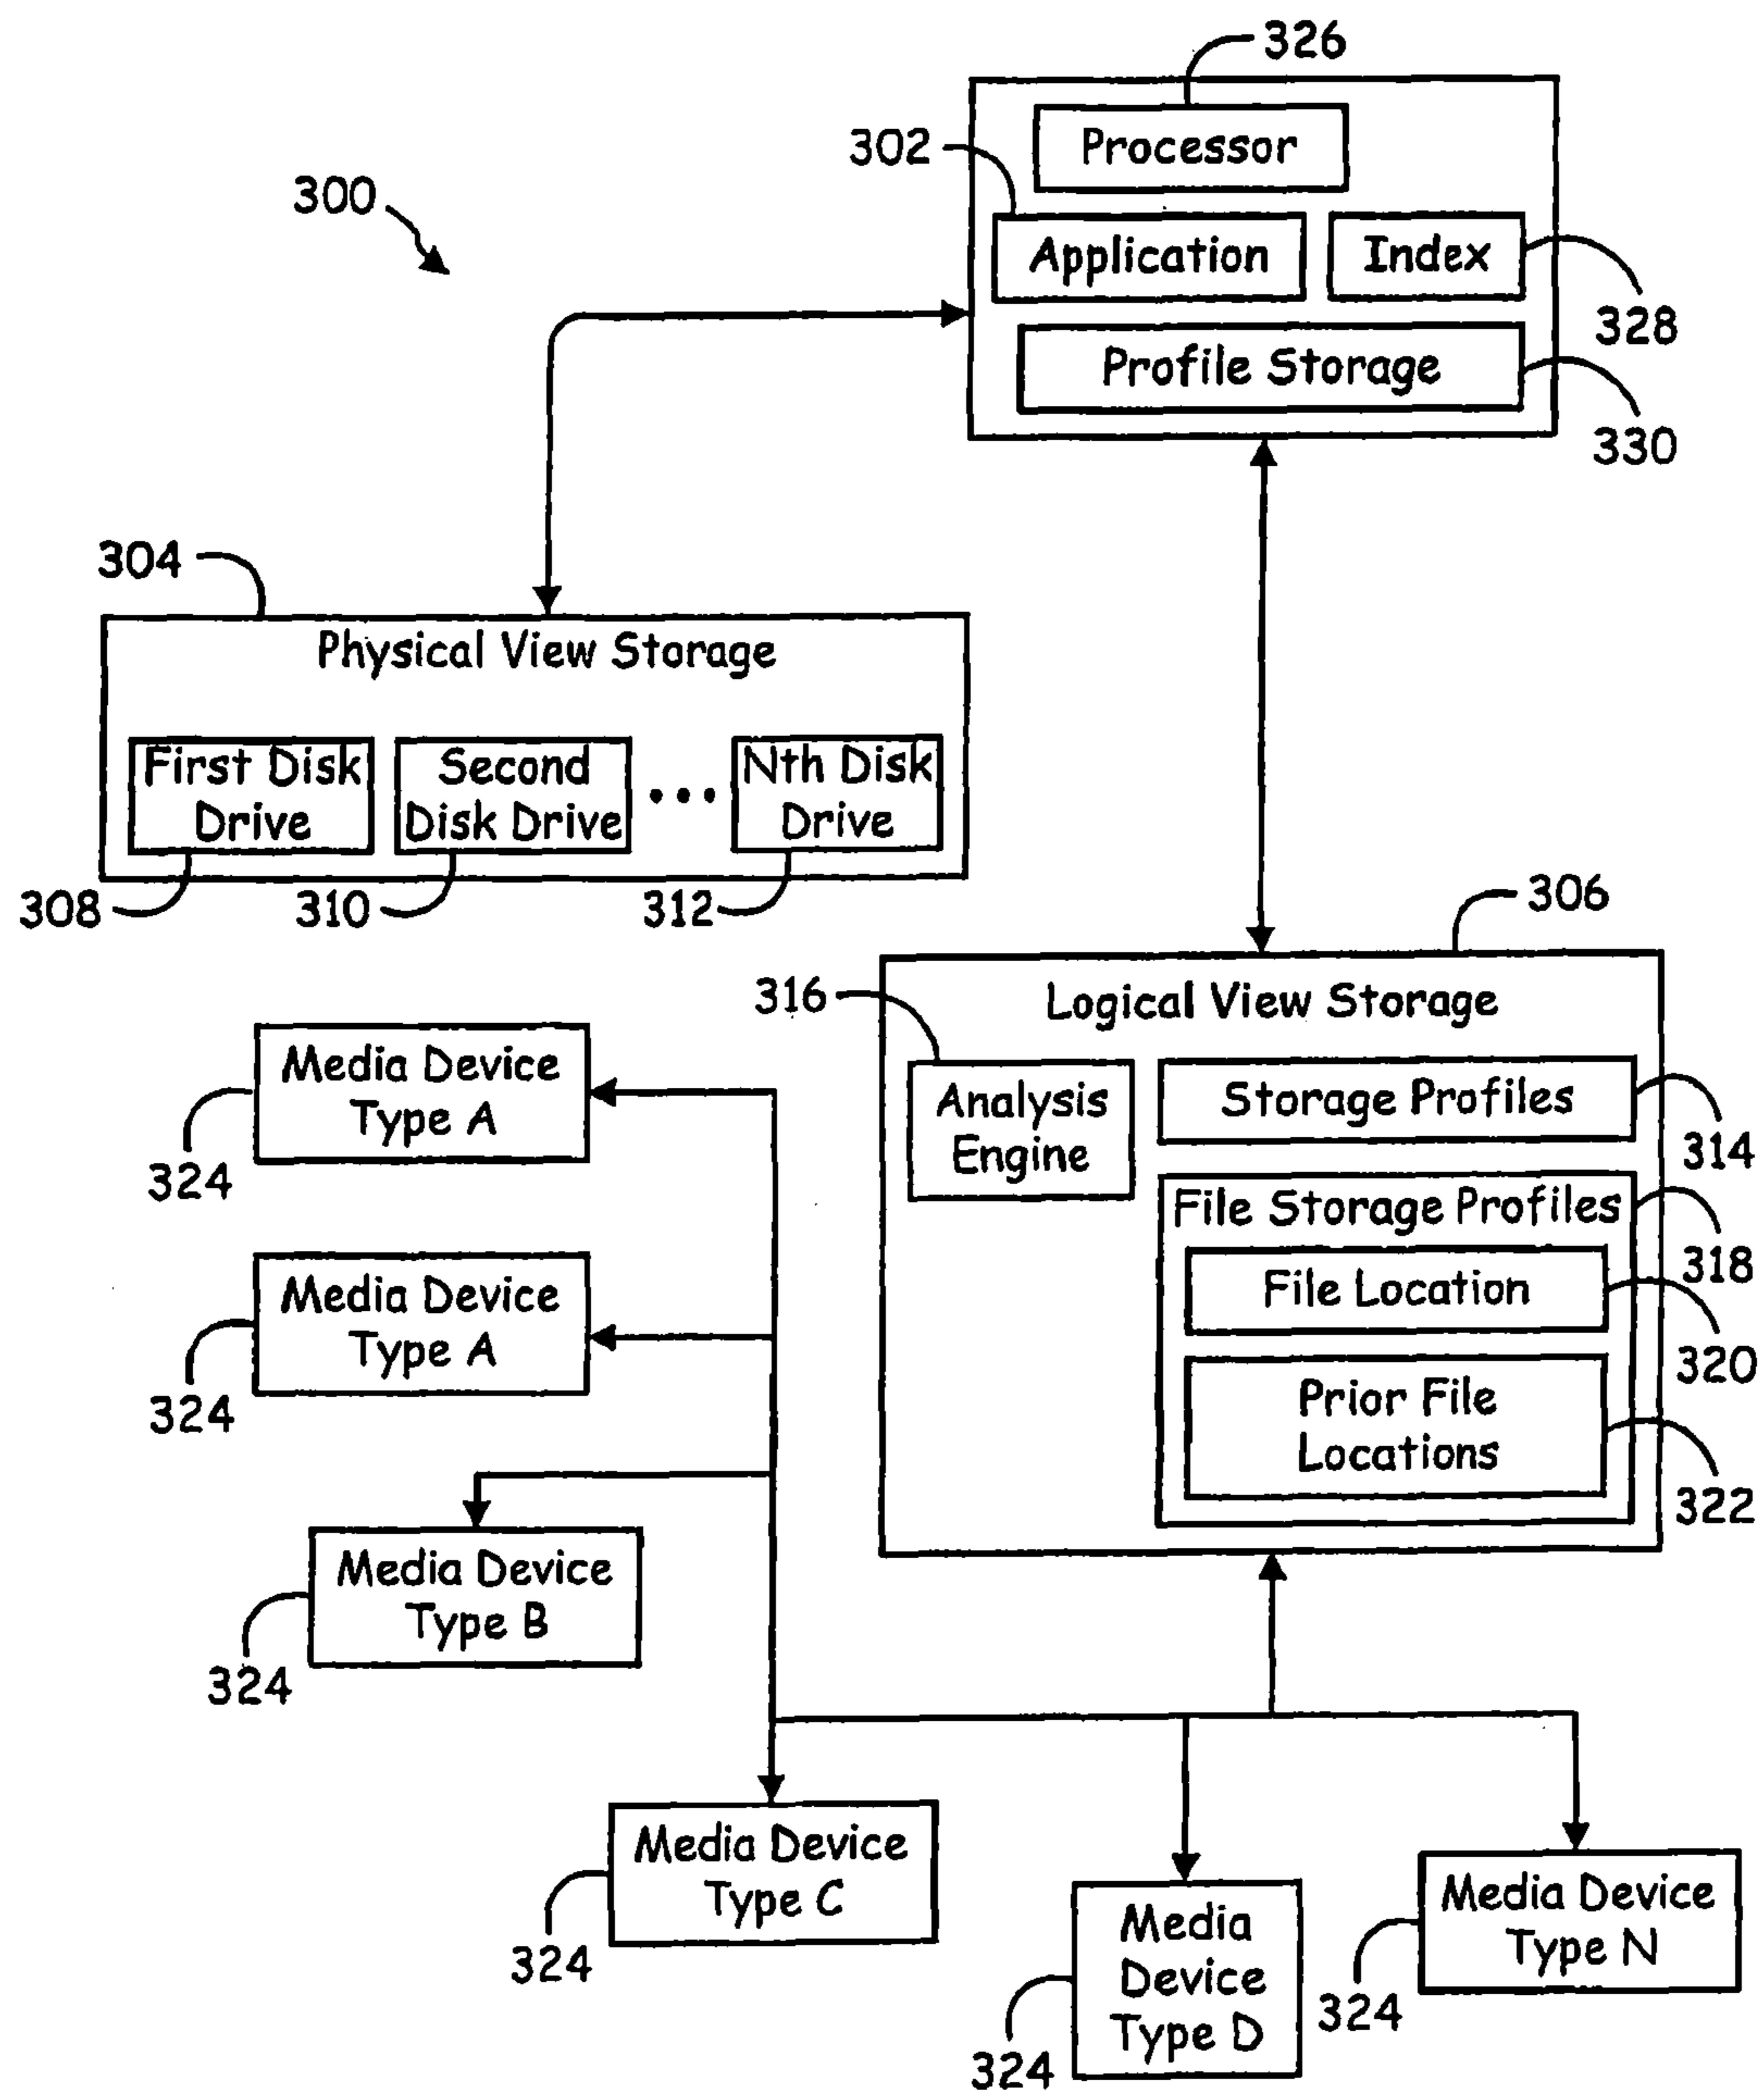 326
Processor
302
300
Application
Index
328
Profile Storage
330
304
Physical View Storage
First Disk
Drive
Second
Disk Drive
•••
Nth Disk
Drive
308
310
312
306
316
Logical View Storage
Analysis
Engine
Storage Profiles
314
File Storage Profiles
318
File Location
320
Prior File
Locations
322
Media Device
Type A
324
Media Device
Type A
324
Media Device
Type B
324
Media Device
Type C
324
Media
Device
Type D
324
Media Device
Type N
324